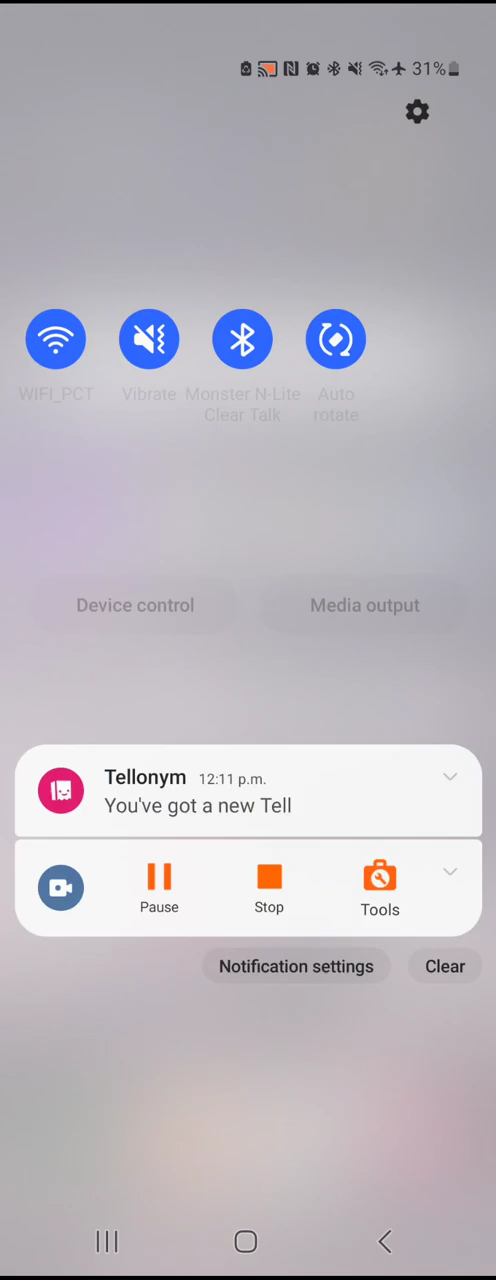 31%
WIFI_PCT
Vibrate
Monster N-Lite
Clear Talk
Auto
rotate
Device control
Media output
Tellonym 12:11 p.m.
You've got a new Tell
Pause
Stop
Tools
Notification settings
Clear